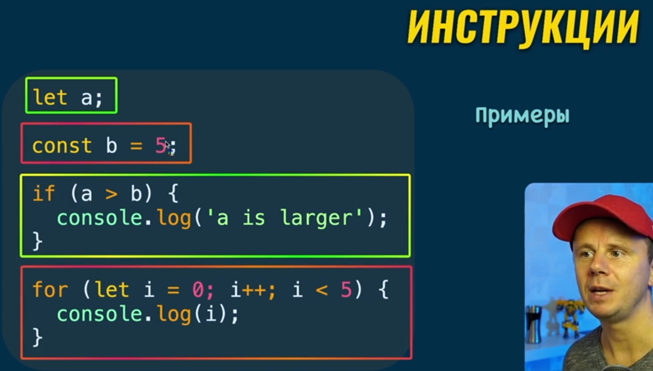 ИНСТРУКЦИИ
Примеры
let a;
const b = 5;
if (a > b) {
  console.log('a is larger');
}
for (let i = 0; i++; i < 5) {
  console.log(i);
}